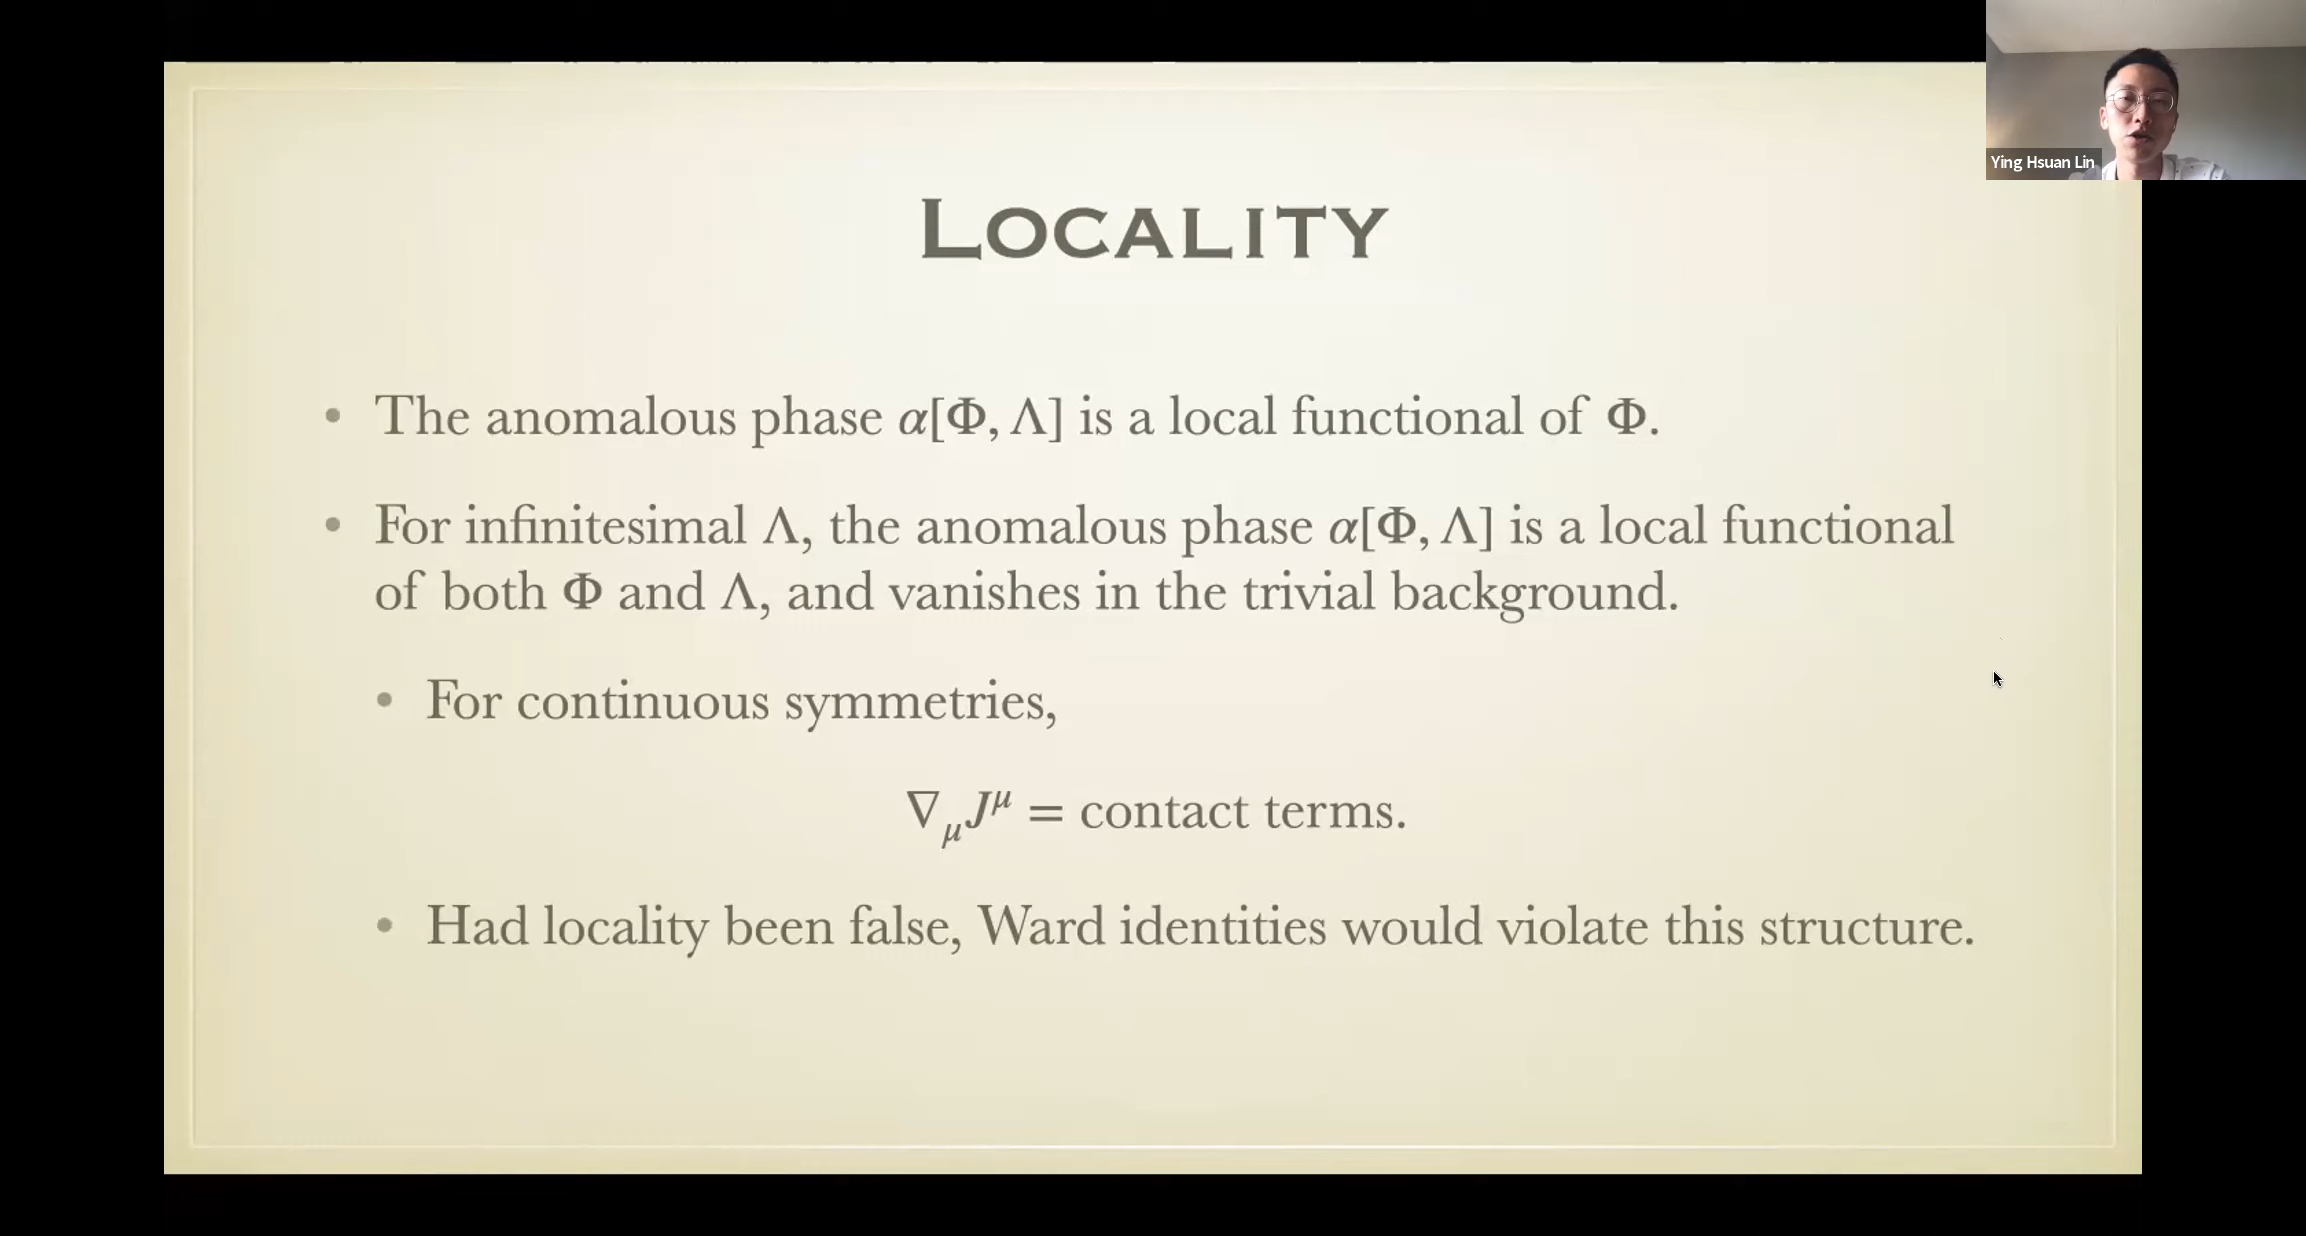 Ying Hsuan Lin
LOCALITY
• The anomalous phase α[Φ, Λ] is a local functional of Φ.
• For infinitesimal Λ, the anomalous phase α[Φ, Λ] is a local functional
of both Φ and Λ, and vanishes in the trivial background.
• For continuous symmetries,
∇_μ J^μ = contact terms.
• Had locality been false, Ward identities would violate this structure.